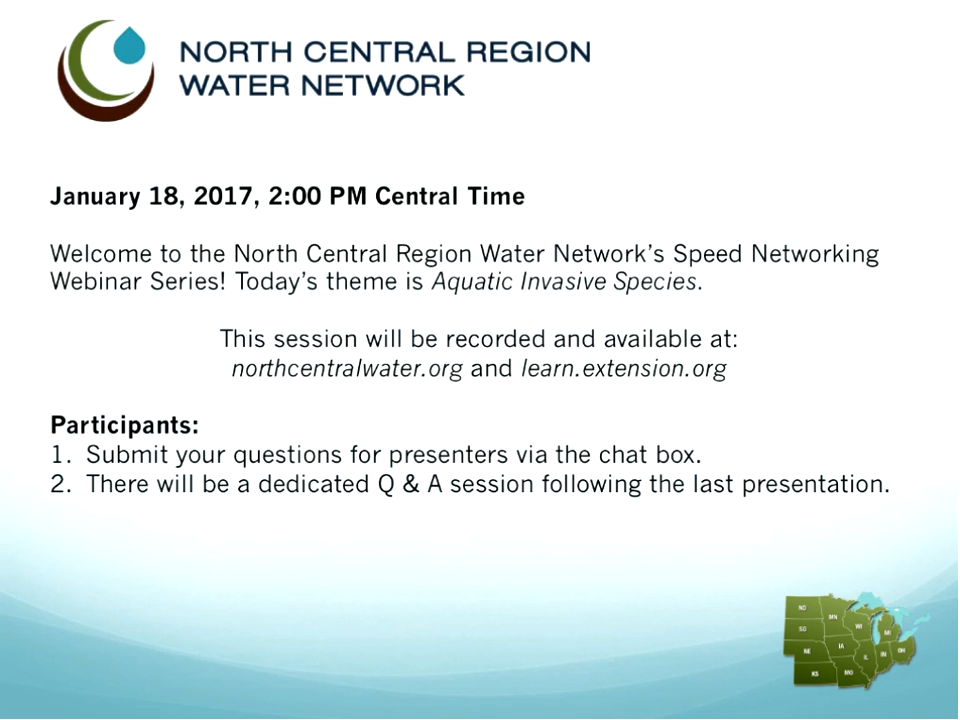 NORTH CENTRAL REGION
WATER NETWORK
January 18, 2017, 2:00 PM Central Time
Welcome to the North Central Region Water Network’s Speed Networking
Webinar Series! Today’s theme is Aquatic Invasive Species.
This session will be recorded and available at:
northcentralwater.org and learn.extension.org
Participants:
1. Submit your questions for presenters via the chat box.
2. There will be a dedicated Q & A session following the last presentation.
ND
MN
SD
WI
MI
NE
IA
IL
IN
OH
KS
MO